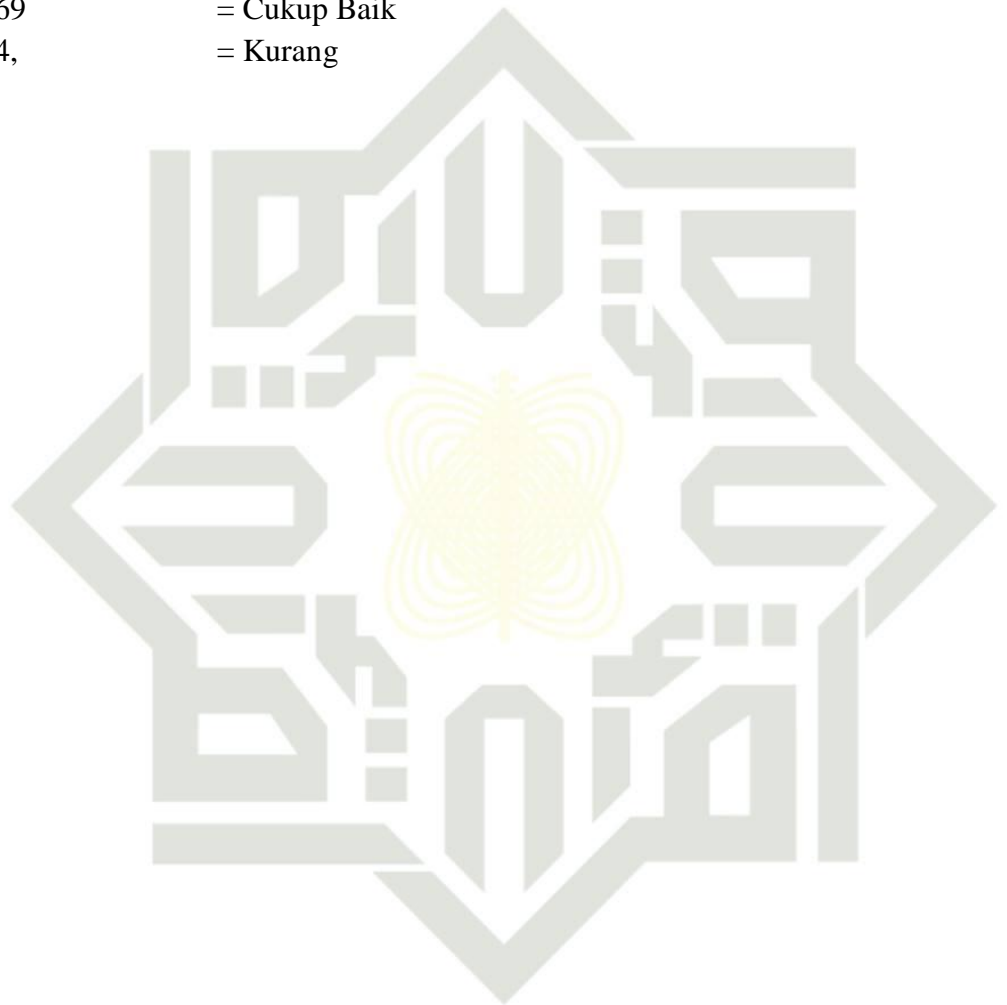 69 = Cukup Baik
4, = Kurang